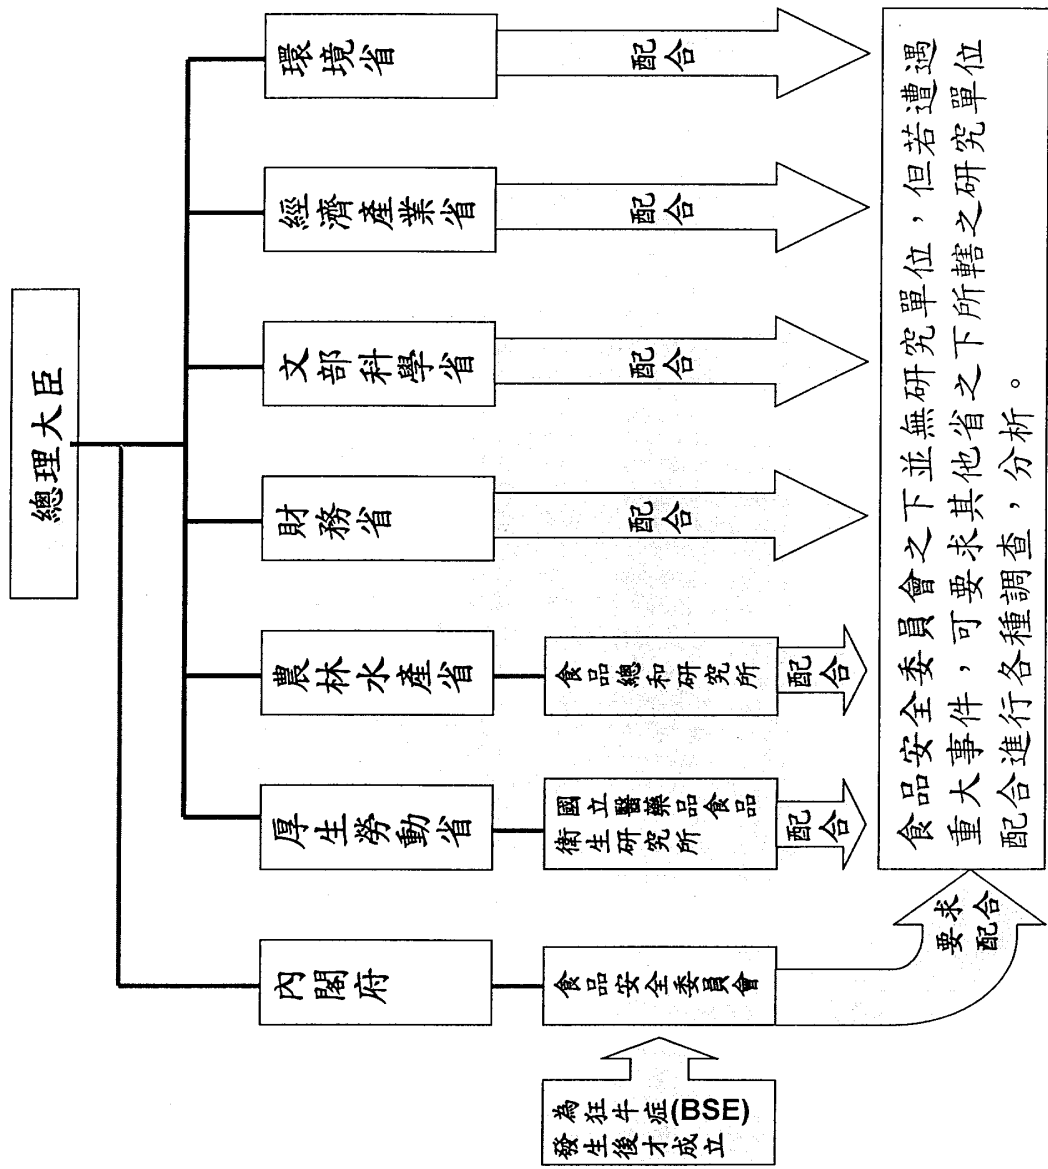 總理大臣
內閣府
厚生勞動省
農林水產省
財務省
文部科學省
經濟產業省
環境省
為狂牛症(BSE)
發生後才成立
食品安全委員會
國立醫藥品食品
衛生研究所
食品總和研究所
要求
配合
配合
配合
配合
配合
配合
配合
食品安全委員會之下並無研究單位，但若遭遇
重大事件，可要求其他省之下所轄之研究單位
配合進行各種調查，分析。